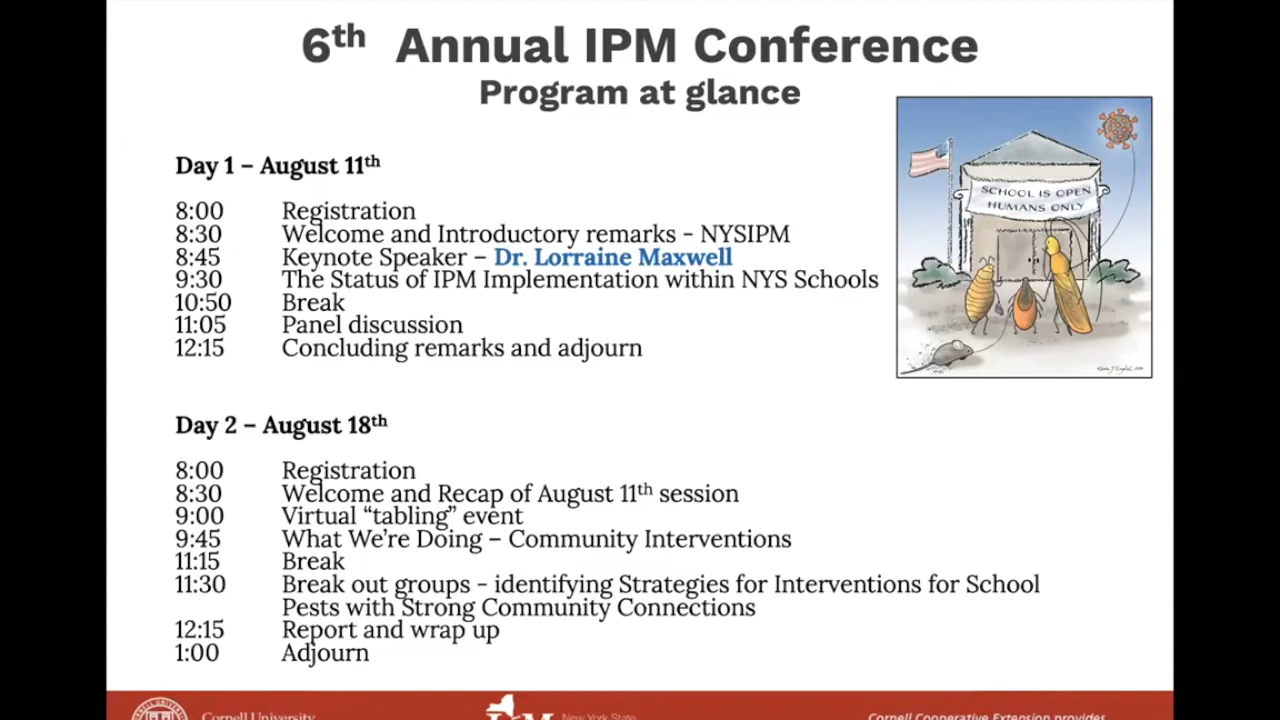 6th Annual IPM Conference
Program at glance
Day 1 – August 11th
8:00 Registration
8:30 Welcome and Introductory remarks - NYSIPM
8:45 Keynote Speaker – Dr. Lorraine Maxwell
9:30 The Status of IPM Implementation within NYS Schools
10:50 Break
11:05 Panel discussion
12:15 Concluding remarks and adjourn
SCHOOL IS OPEN
HUMANS ONLY
Day 2 – August 18th
8:00 Registration
8:30 Welcome and Recap of August 11th session
9:00 Virtual “tabling” event
9:45 What We’re Doing – Community Interventions
11:15 Break
11:30 Break out groups - identifying Strategies for Interventions for School
Pests with Strong Community Connections
12:15 Report and wrap up
1:00 Adjourn
Cornell University
New York State
Cornell Cooperative Extension provides